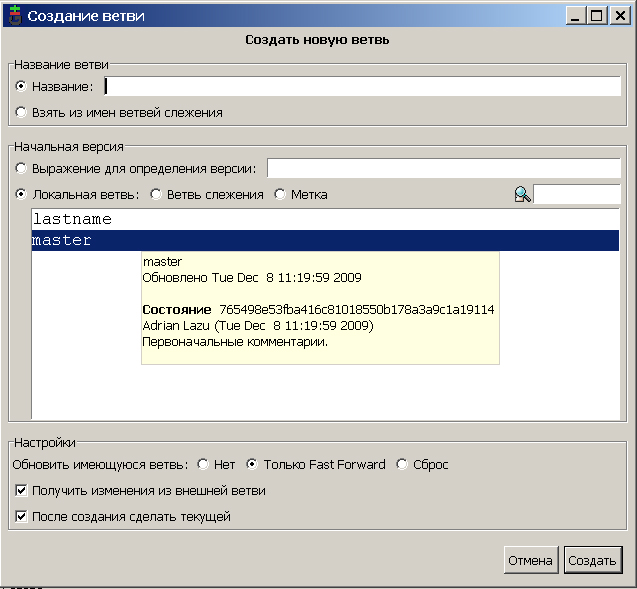 Создание ветви
Создать новую ветвь
Название ветви
Название:
Взять из имен ветвей слежения
Начальная версия
Выражение для определения версии:
Локальная ветвь: Ветвь слежения Метка
lastname
master
master
Обновлено Tue Dec 8 11:19:59 2009
Состояние 765498e53fba416c81018550b178a3a9c1a19114
Adrian Lazu (Tue Dec 8 11:19:59 2009)
Первоначальные комментарии.
Настройки
Обновить имеющуюся ветвь: Нет Только Fast Forward Сброс
Получить изменения из внешней ветви
После создания сделать текущей
Отмена Создать